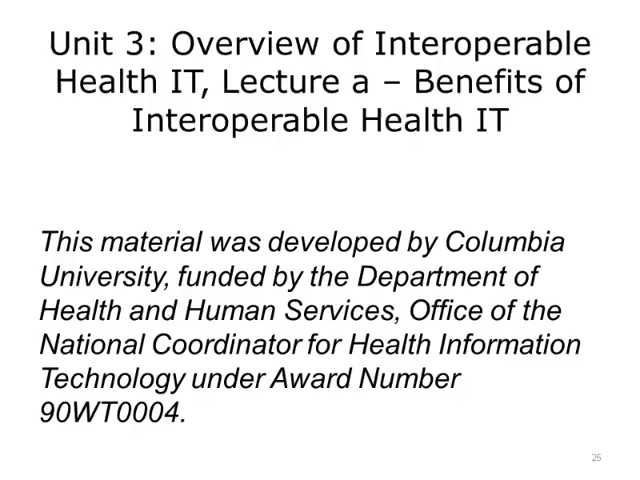 Unit 3: Overview of Interoperable
Health IT, Lecture a – Benefits of
Interoperable Health IT
This material was developed by Columbia
University, funded by the Department of
Health and Human Services, Office of the
National Coordinator for Health Information
Technology under Award Number
90WT0004.
25